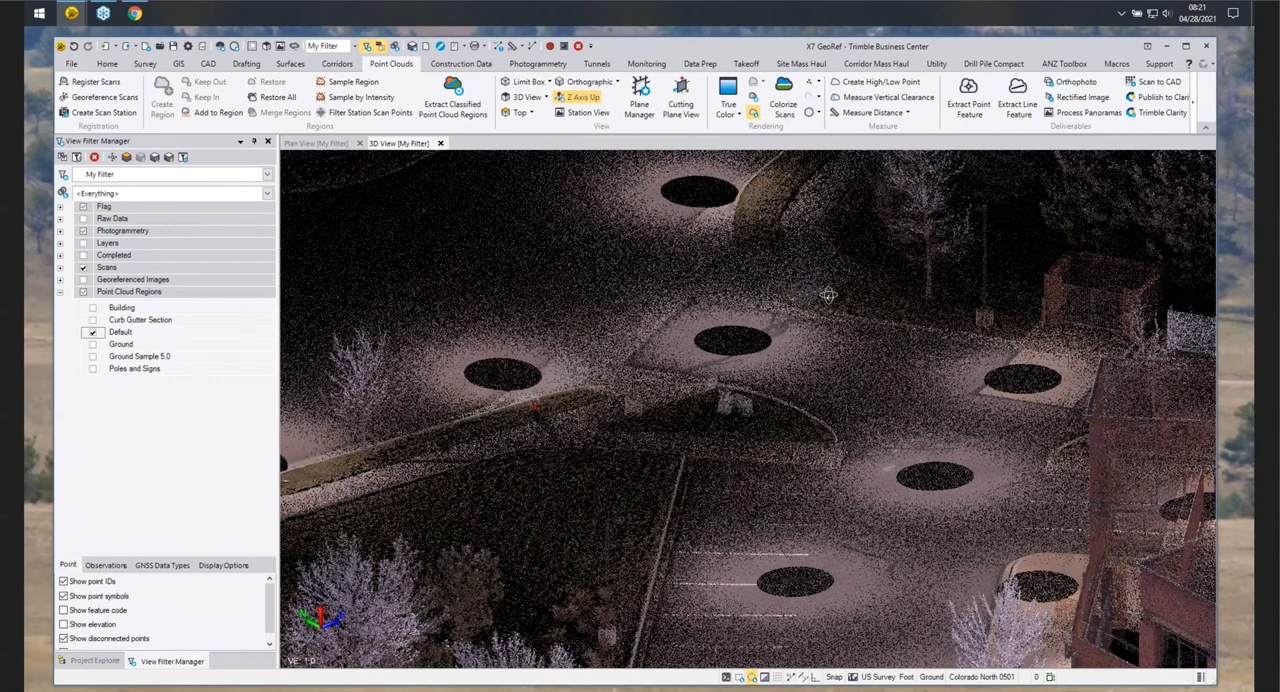 08:21
04/28/2021
My Filter
X7 GeoRef - Trimble Business Center
File Home Survey GIS CAD Drafting Surfaces Corridors Point Clouds Construction Data Photogrammetry Tunnels Monitoring Data Prep Takeoff Site Mass Haul Corridor Mass Haul Utility Drill Pile Compact ANZ Toolbox Macros Support
Register Scans
Georeference Scans
Create Scan Station
Registration
Create Region
Keep Out
Keep In
Add to Region
Restore
Restore All
Merge Regions
Regions
Sample Region
Sample by Intensity
Filter Station Scan Points
Extract Classified Point Cloud Regions
Limit Box
3D View
Top
Orthographic
Z Axis Up
Station View
View
Plane Manager
Cutting Plane View
True Color
Colorize Scans
Rendering
Create High/Low Point
Measure Vertical Clearance
Measure Distance
Measure
Extract Point Feature
Extract Line Feature
Orthophoto
Rectified Image
Process Panoramas
Scan to CAD
Publish to Clari
Trimble Clarity
Deliverables
View Filter Manager
Plan View [My Filter]
3D View [My Filter]
My Filter
<Everything>
Flag
Raw Data
Photogrammetry
Layers
Completed
Scans
Georeferenced Images
Point Cloud Regions
Building
Curb Gutter Section
Default
Ground
Ground Sample 5.0
Poles and Signs
Point Observations GNSS Data Types Display Options
Show point IDs
Show point symbols
Show feature code
Show elevation
Show disconnected points
Project Explorer View Filter Manager
VE: 1.0
Snap US Survey Foot Ground Colorado North 0501 0